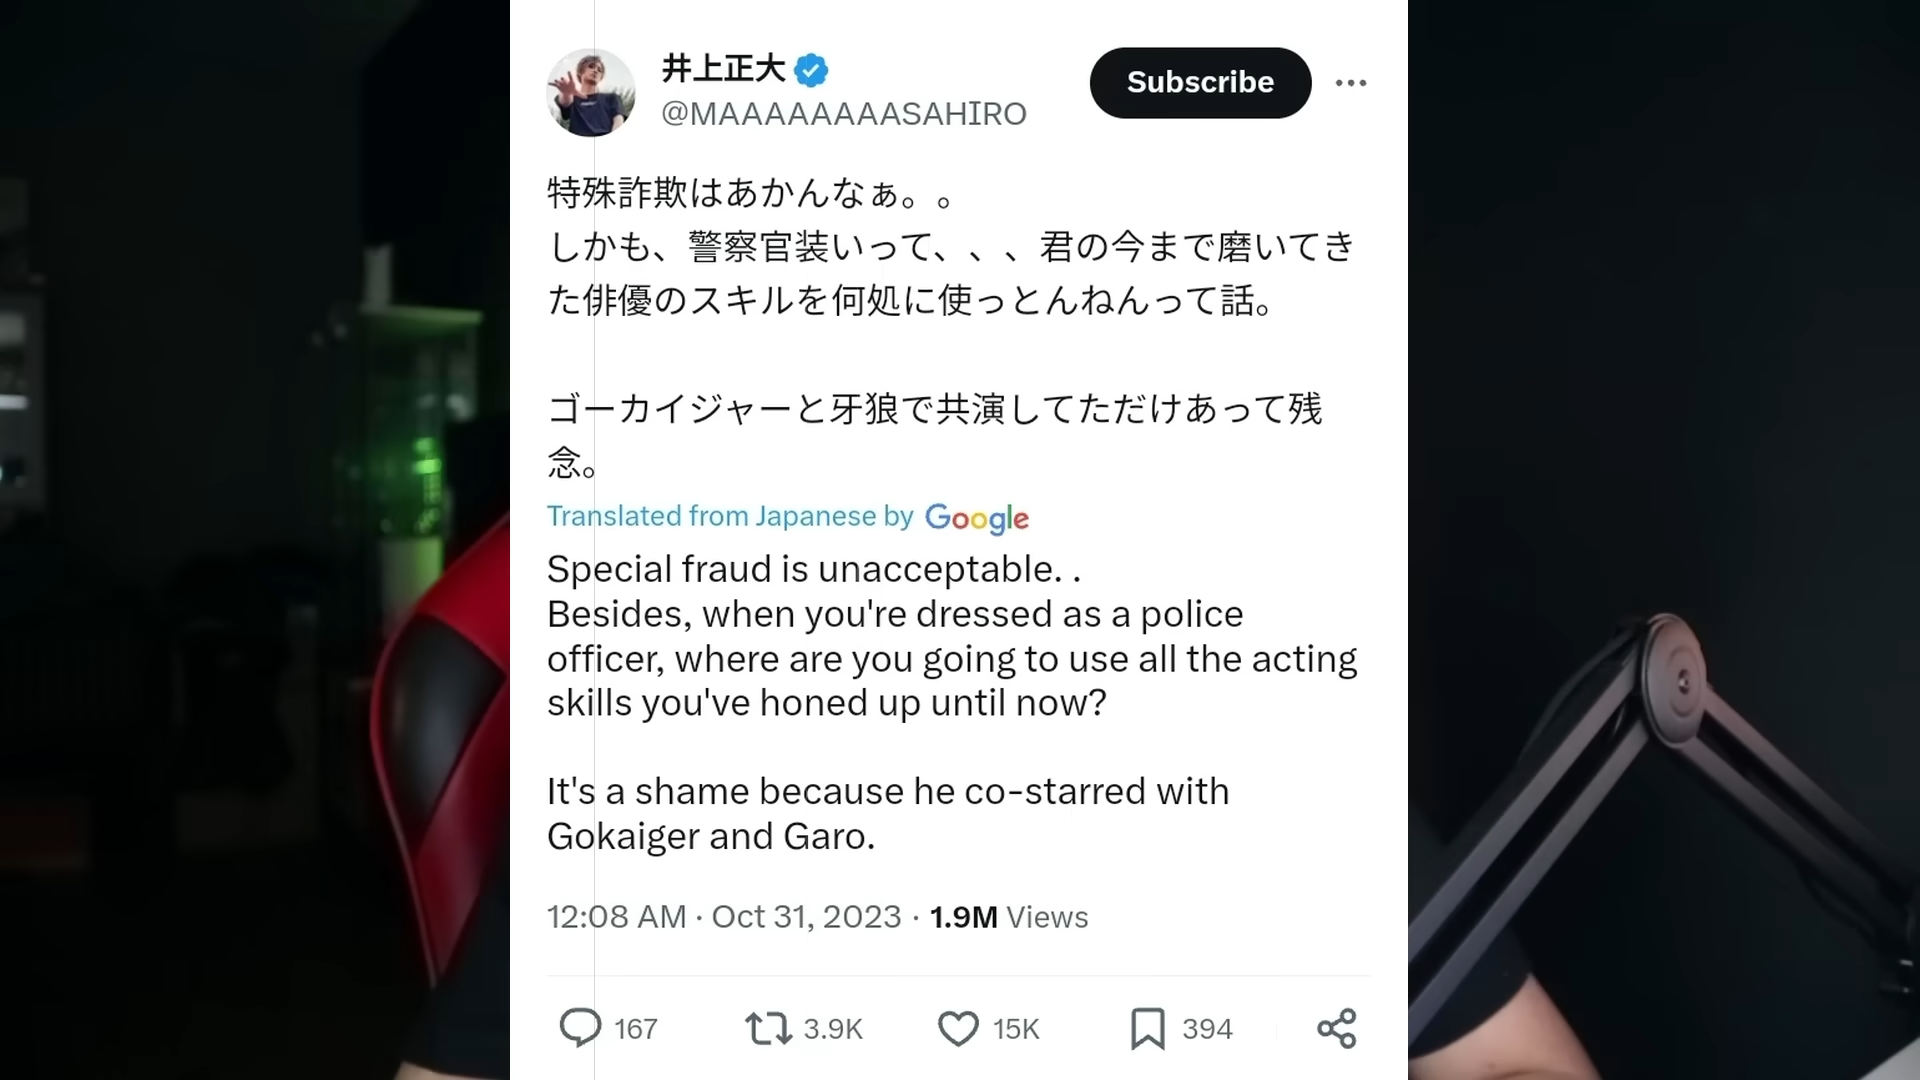 井上正大
@MAAAAAAAASAHIRO
Subscribe
特殊詐欺はあかんなぁ。。
しかも、警察官装いって、、、君の今まで磨いてき
た俳優のスキルを何処に使っとんねんって話。
ゴーカイジャーと牙狼で共演してただけあって残
念。
Translated from Japanese by Google
Special fraud is unacceptable. .
Besides, when you're dressed as a police
officer, where are you going to use all the acting
skills you've honed up until now?
It's a shame because he co-starred with
Gokaiger and Garo.
12:08 AM · Oct 31, 2023 · 1.9M Views
167 3.9K 15K 394